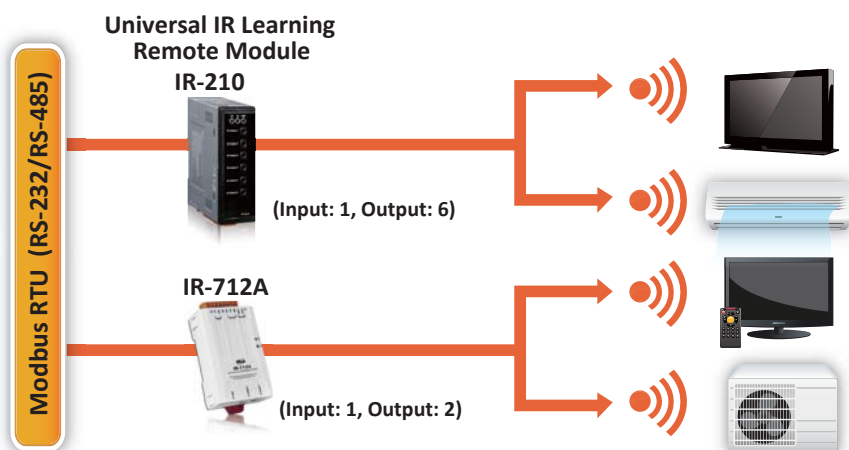 Universal IR Learning
Remote Module
IR-210
(Input: 1, Output: 6)
IR-712A
(Input: 1, Output: 2)
Modbus RTU (RS-232/RS-485)